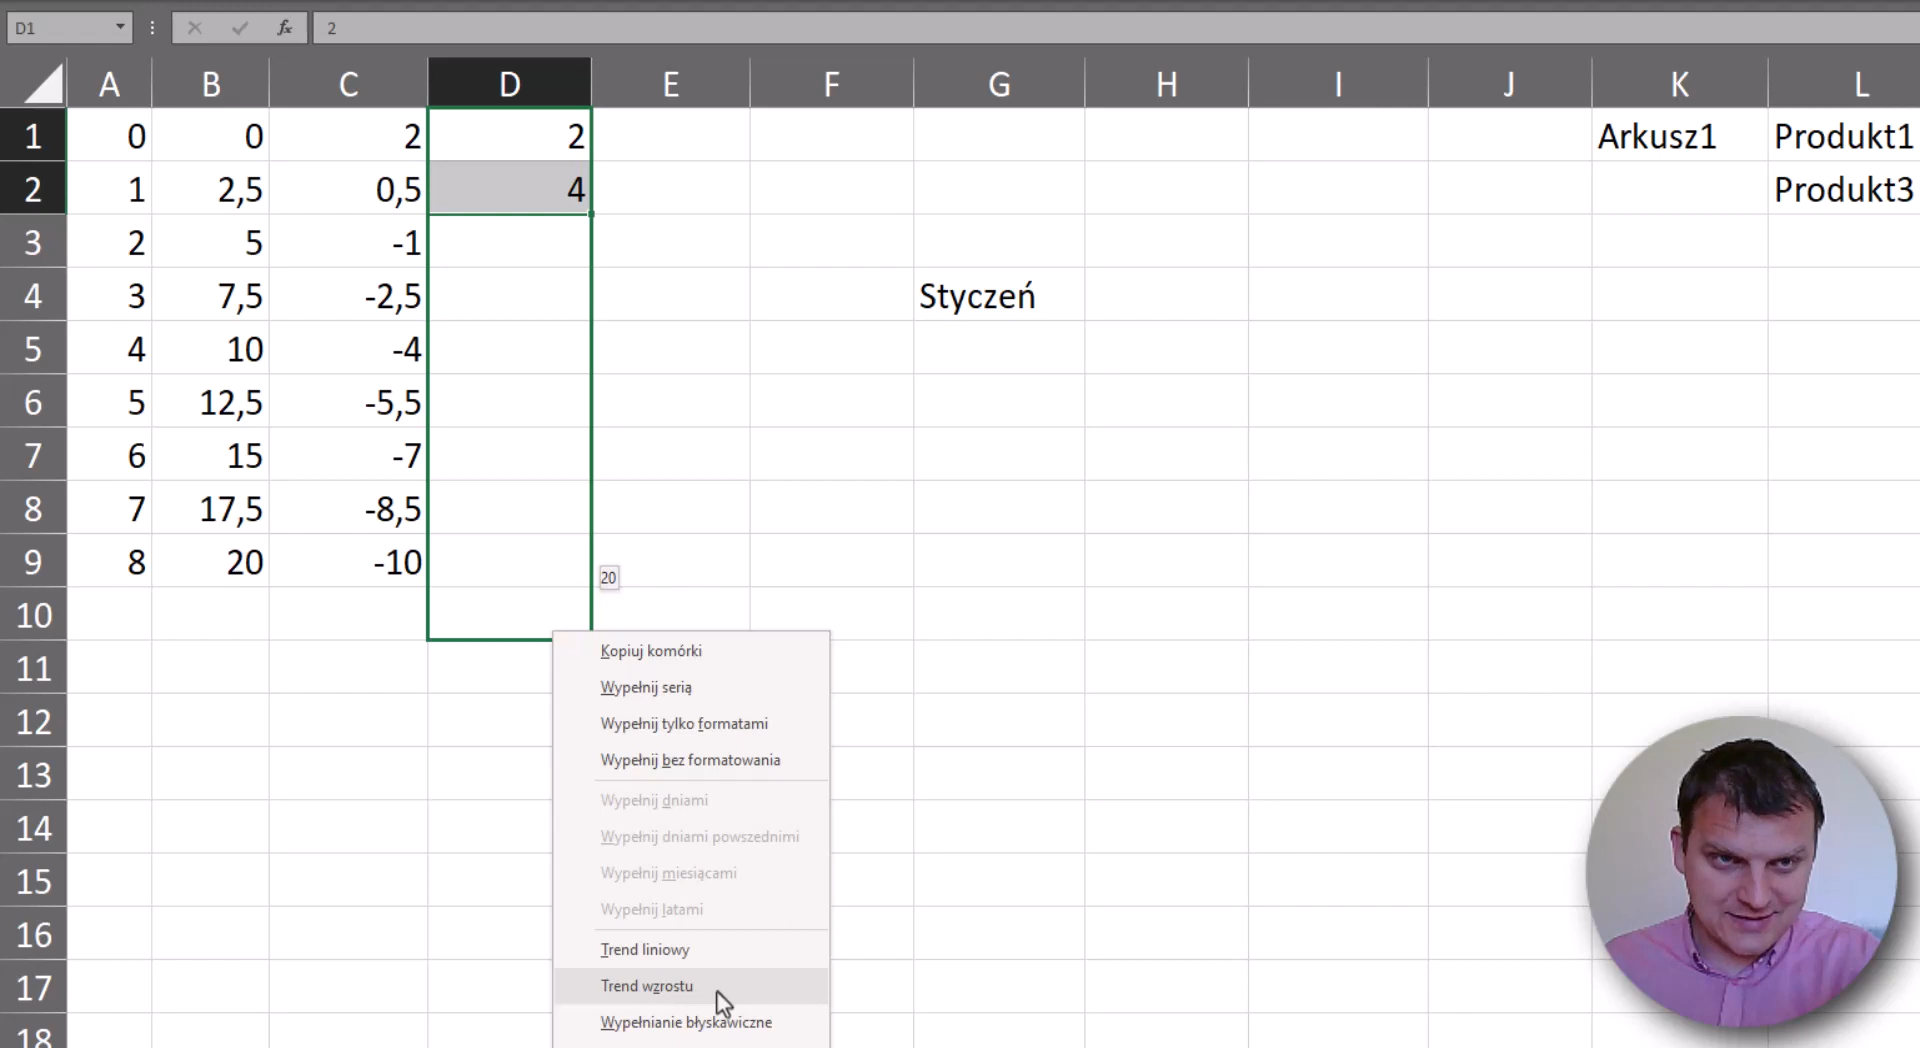 D1 fx 2
A B C D E F G H I J K L
1 0 0 2 2 Arkusz1 Produkt1
2 1 2,5 0,5 4 Produkt3
3 2 5 -1
4 3 7,5 -2,5 Styczeń
5 4 10 -4
6 5 12,5 -5,5
7 6 15 -7
8 7 17,5 -8,5
9 8 20 -10
20
10
Kopiuj komórki
11
Wypełnij serią
12
Wypełnij tylko formatami
Wypełnij bez formatowania
13
Wypełnij dniami
14
Wypełnij dniami powszednimi
15
Wypełnij miesiącami
Wypełnij latami
16
Trend liniowy
17
Trend wzrostu
Wypełnianie błyskawiczne
18